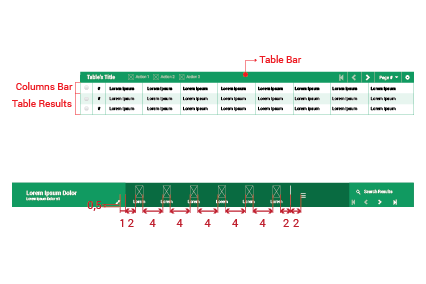 Table Bar
Table's Title Action 1 Action 2 Action 3 Page #
Columns Bar # Lorem Ipsum Lorem Ipsum Lorem Ipsum Lorem Ipsum Lorem Ipsum Lorem Ipsum Lorem Ipsum Lorem Ipsum
Table Results # Lorem Ipsum Lorem Ipsum Lorem Ipsum Lorem Ipsum Lorem Ipsum Lorem Ipsum Lorem Ipsum Lorem Ipsum
# Lorem Ipsum Lorem Ipsum Lorem Ipsum Lorem Ipsum Lorem Ipsum Lorem Ipsum Lorem Ipsum Lorem Ipsum
Lorem Ipsum Dolor Search Results
Lorem Ipsum Dolor sit
0,5 Lorem Lorem Lorem Lorem Lorem Lorem
1 2 4 4 4 4 4 2 2